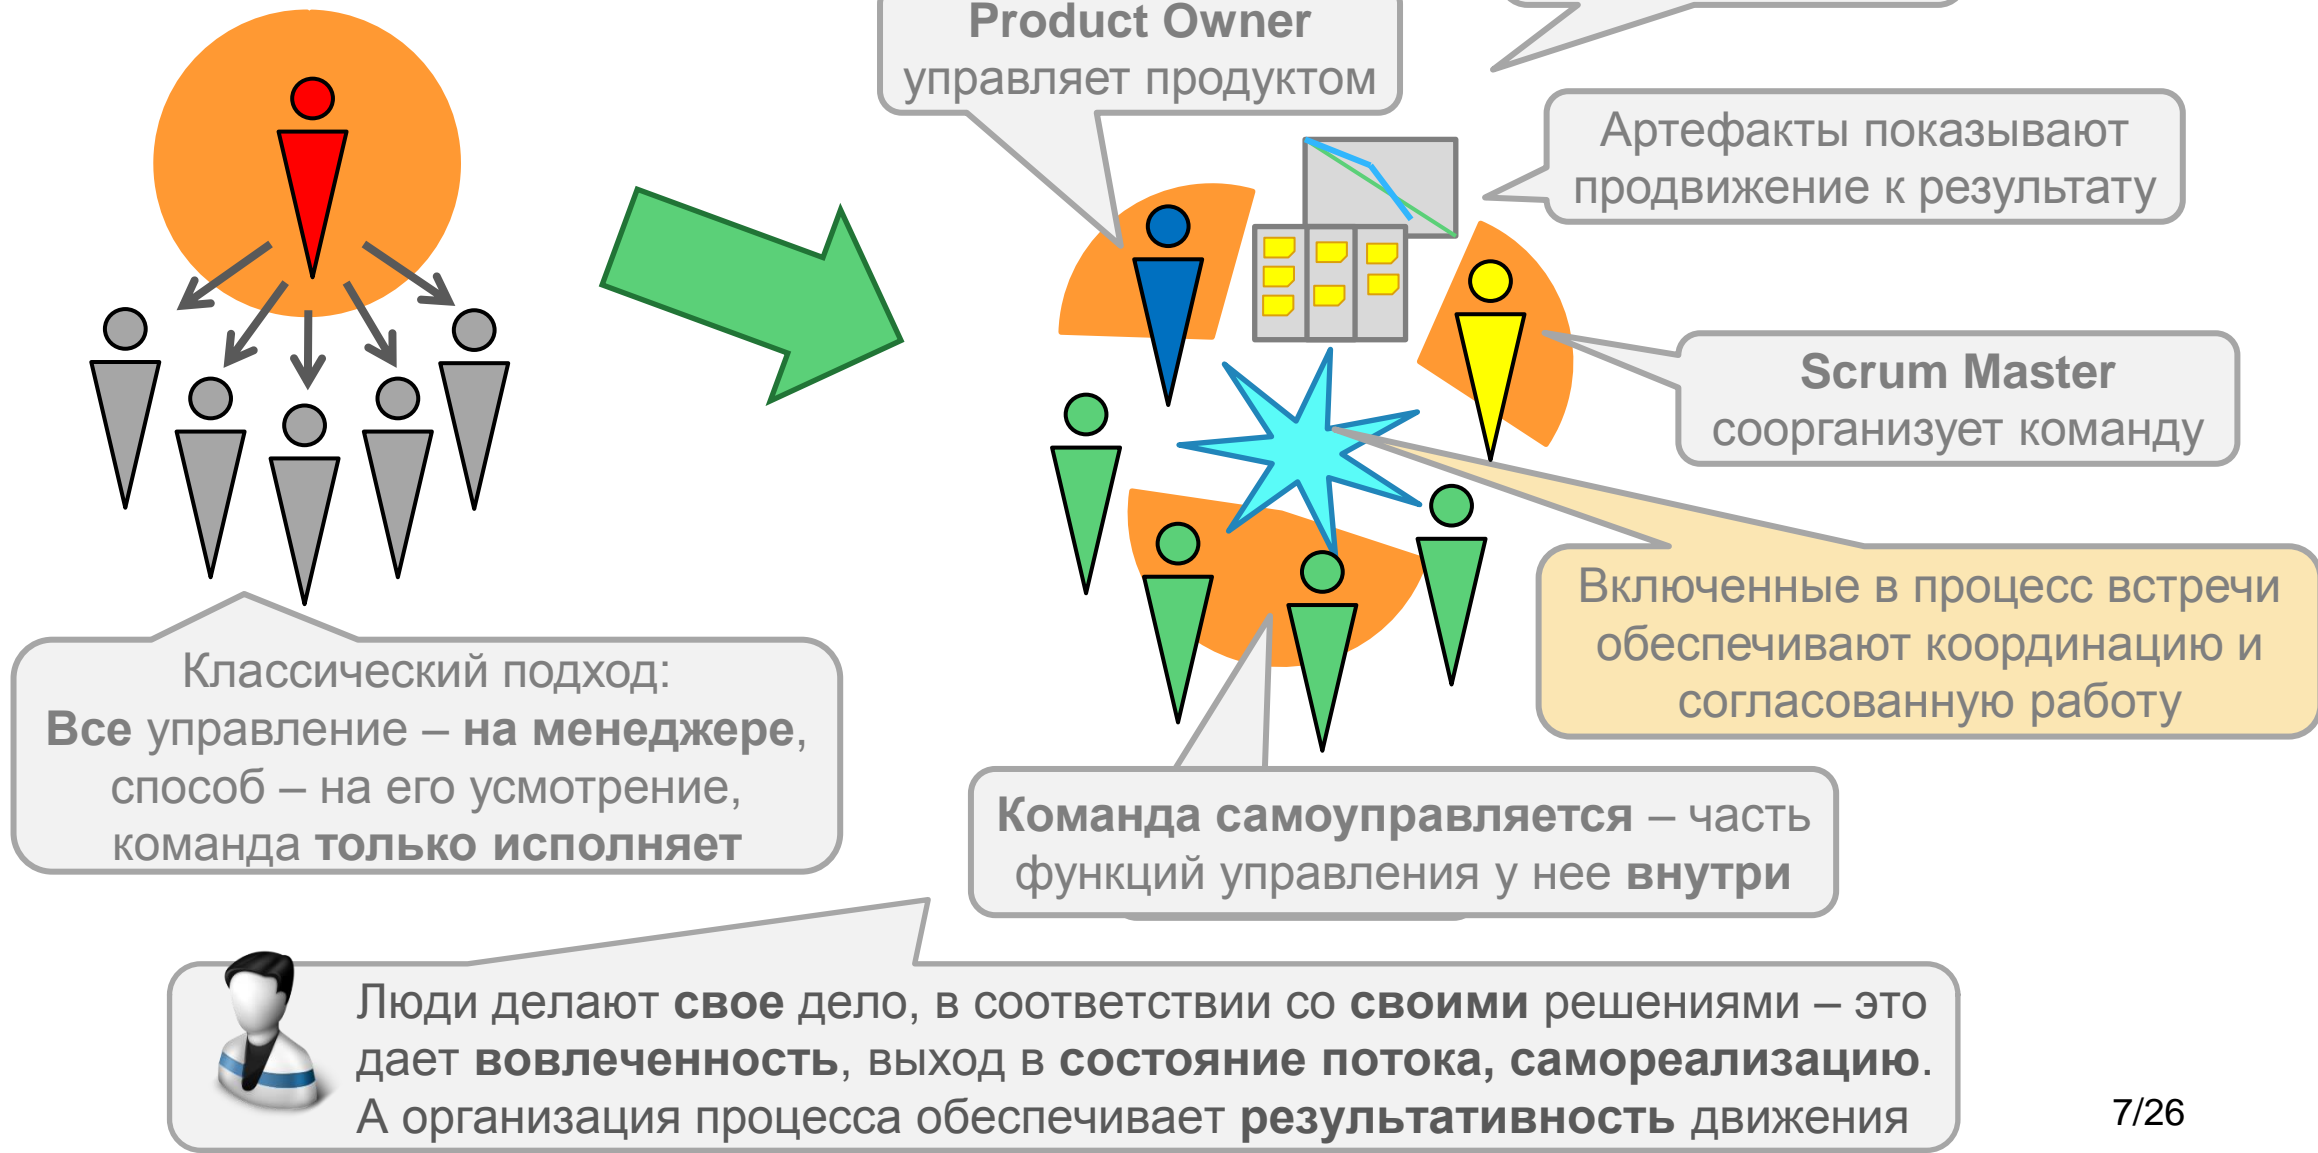 Product Owner
управляет продуктом
Артефакты показывают
продвижение к результату
Scrum Master
соорганизует команду
Включенные в процесс встречи
обеспечивают координацию и
согласованную работу
Классический подход:
Все управление – на менеджере,
способ – на его усмотрение,
команда только исполняет
Команда самоуправляется – часть
функций управления у нее внутри
Люди делают свое дело, в соответствии со своими решениями – это
дает вовлеченность, выход в состояние потока, самореализацию.
А организация процесса обеспечивает результативность движения
7/26